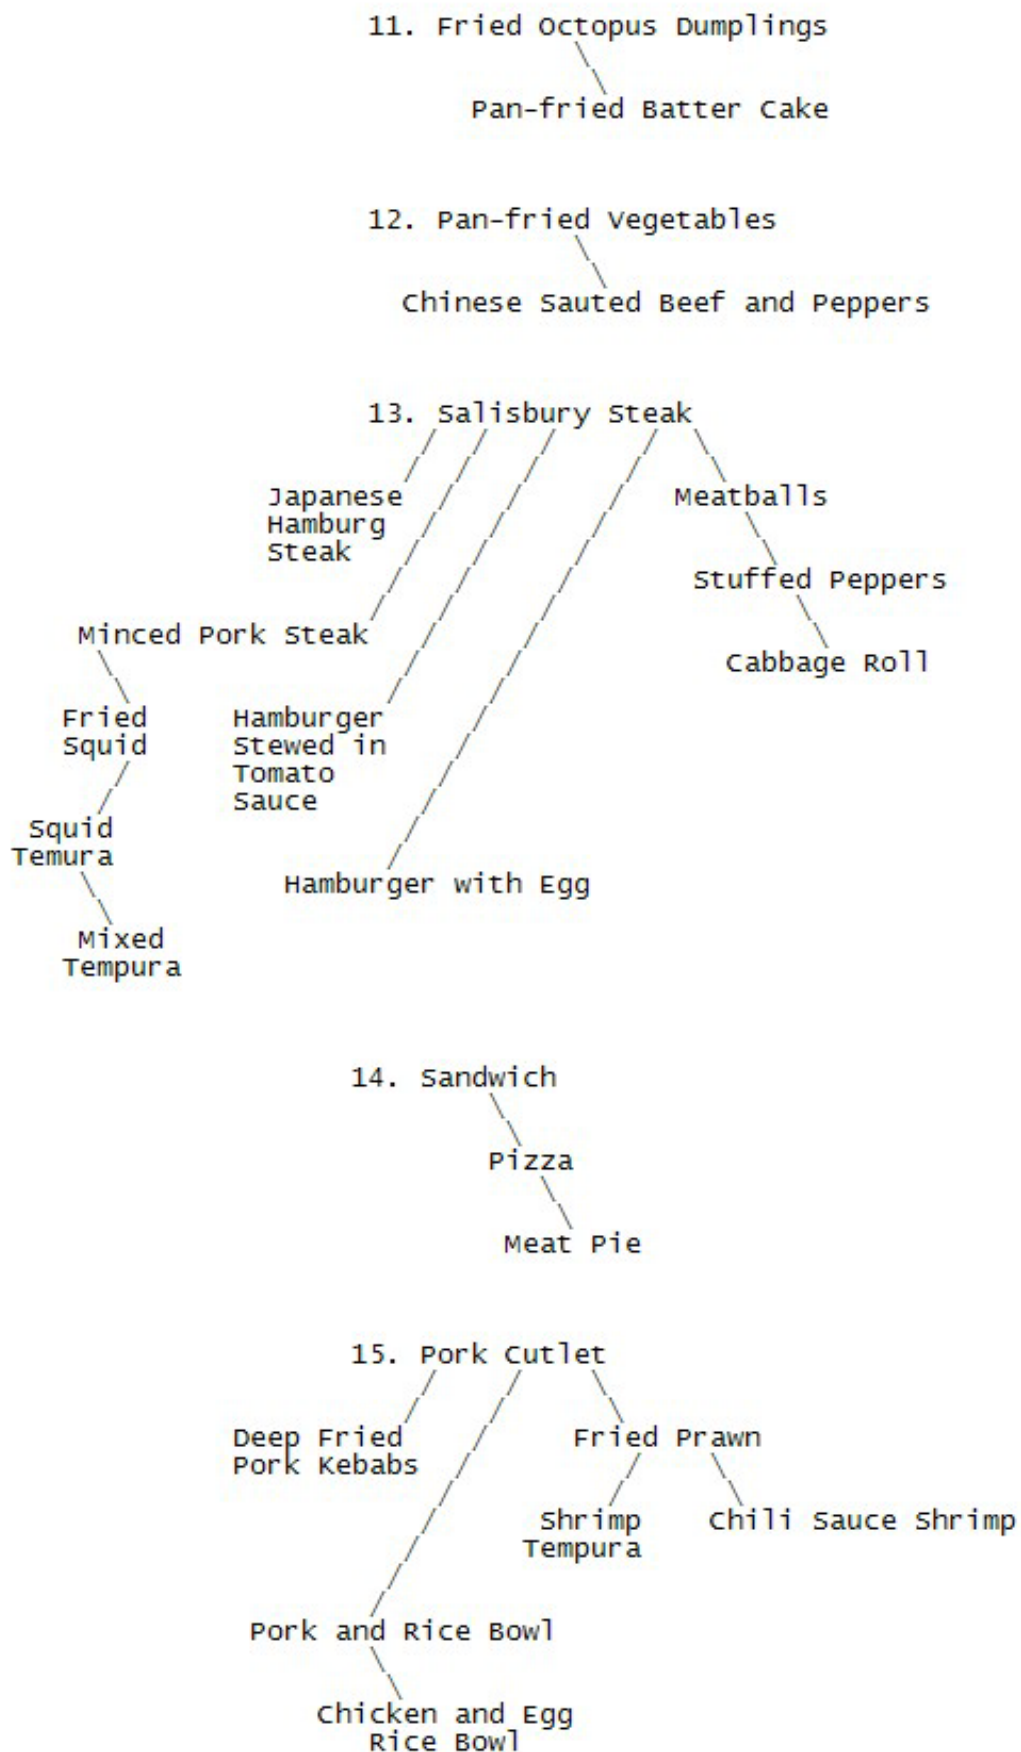 11. Fried Octopus Dumplings
Pan-fried Batter Cake
12. Pan-fried Vegetables
Chinese Sauted Beef and Peppers
13. Salisbury Steak
Japanese
Hamburg
Steak
Meatballs
Stuffed Peppers
Minced Pork Steak
Cabbage Roll
Fried
Squid
Hamburger
Stewed in
Tomato
Sauce
Squid
Temura
Hamburger with Egg
Mixed
Tempura
14. Sandwich
Pizza
Meat Pie
15. Pork Cutlet
Deep Fried
Pork Kebabs
Fried Prawn
Shrimp
Tempura
Chili Sauce Shrimp
Pork and Rice Bowl
Chicken and Egg
Rice Bowl